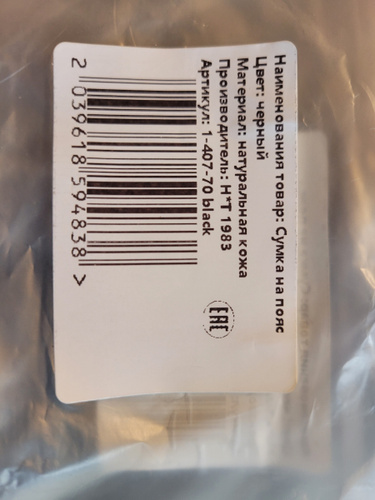 Наименования товар: Сумка на пояс
Цвет: черный
Материал: натуральная кожа
Производитель: H*T 1983
Артикул: 1-407-70 black
2 039618 594838 >
EAC